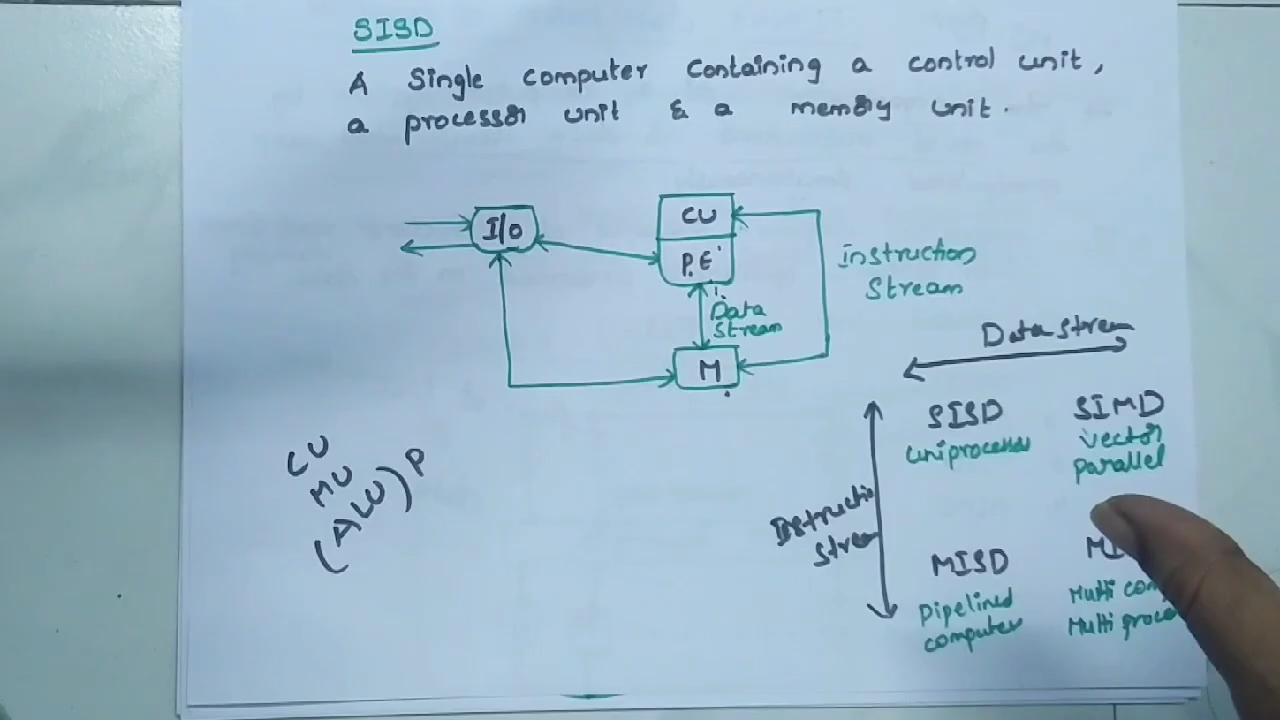 SISD
A Single computer containing a control unit,
a processor unit & a memory unit.
I/O
CU
P.E
Instruction
Stream
Data
Stream
M
Data stream
SISD
uniprocessor
SIMD
vector
parallel
Instruction
stream
MISD
pipelined
computer
Multi
Multi
CU
MU
(ALU) P